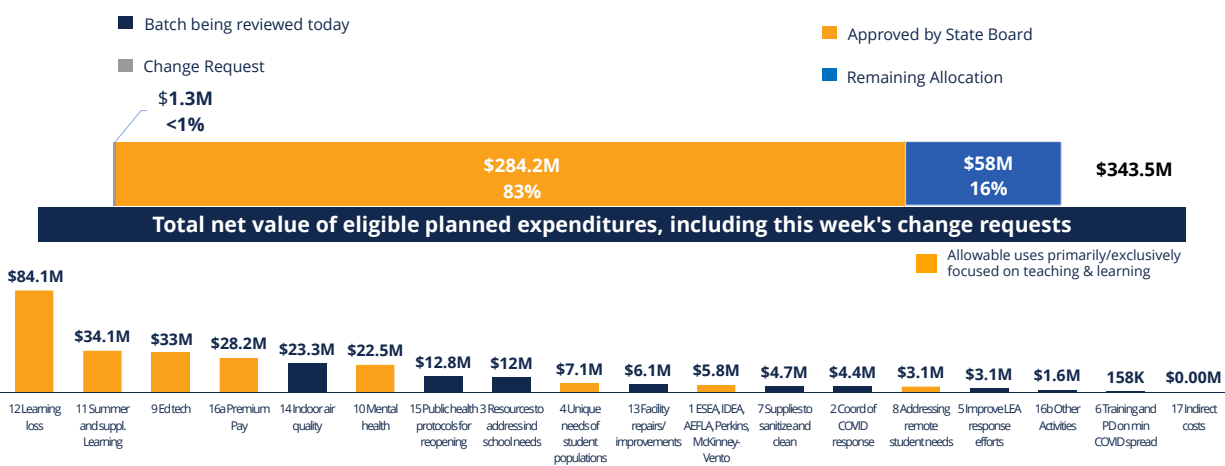 Batch being reviewed today
Change Request
Approved by State Board
Remaining Allocation
$1.3M
<1%
$284.2M
83%
$58M
16%
$343.5M
Total net value of eligible planned expenditures, including this week's change requests
Allowable uses primarily/exclusively
focused on teaching & learning
$84.1M
$34.1M
$33M
$28.2M
$23.3M
$22.5M
$12.8M
$12M
$7.1M
$6.1M
$5.8M
$4.7M
$4.4M
$3.1M
$3.1M
$1.6M
158K
$0.00M
12 Learning
loss
11 Summer
and suppl.
Learning
9 Ed tech
16a Premium
Pay
14 Indoor air
quality
10 Mental
health
15 Public health
protocols for
reopening
3 Resources to
address ind
school needs
4 Unique
needs of
student
populations
13 Facility
repairs/
improvements
1 ESEA, IDEA,
AEFLA, Perkins,
McKinney-
Vento
7 Supplies to
sanitize and
clean
2 Coord of
COVID
response
8 Addressing
remote
student needs
5 Improve LEA
response
efforts
16b Other
Activities
6 Training and
PD on min
COVID spread
17 Indirect
costs